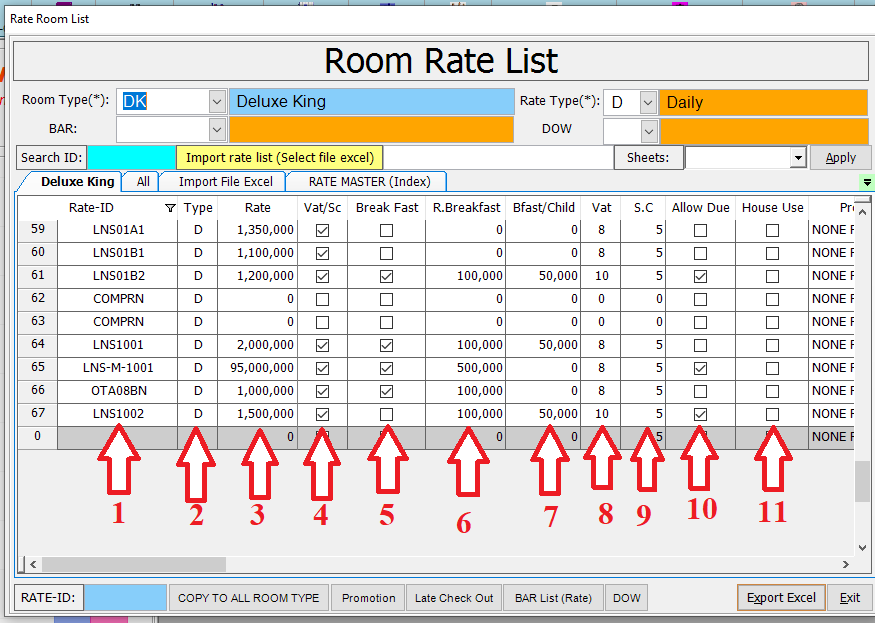 Rate Room List
Room Rate List
Room Type(*): DK Deluxe King Rate Type(*): D Daily
BAR: DOW
Search ID: Import rate list (Select file excel) Sheets: Apply
Deluxe King All Import File Excel RATE MASTER (Index)
Rate-ID Type Rate Vat/Sc Break Fast R.Breakfast Bfast/Child Vat S.C Allow Due House Use
59 LNS01A1 D 1,350,000 0 0 8 5 NONE
60 LNS01B1 D 1,100,000 0 0 8 5 NONE
61 LNS01B2 D 1,200,000 100,000 50,000 10 5 NONE
62 COMPRN D 0 0 0 0 0 NONE
63 COMPRN D 0 0 0 0 0 NONE
64 LNS1001 D 2,000,000 100,000 50,000 8 5 NONE
65 LNS-M-1001 D 95,000,000 500,000 0 8 5 NONE
66 OTA08BN D 1,000,000 100,000 0 8 5 NONE
67 LNS1002 D 1,500,000 100,000 50,000 10 5 NONE
0 0 0 0 5 NONE
1 2 3 4 5 6 7 8 9 10 11
RATE-ID: COPY TO ALL ROOM TYPE Promotion Late Check Out BAR List (Rate) DOW Export Excel Exit